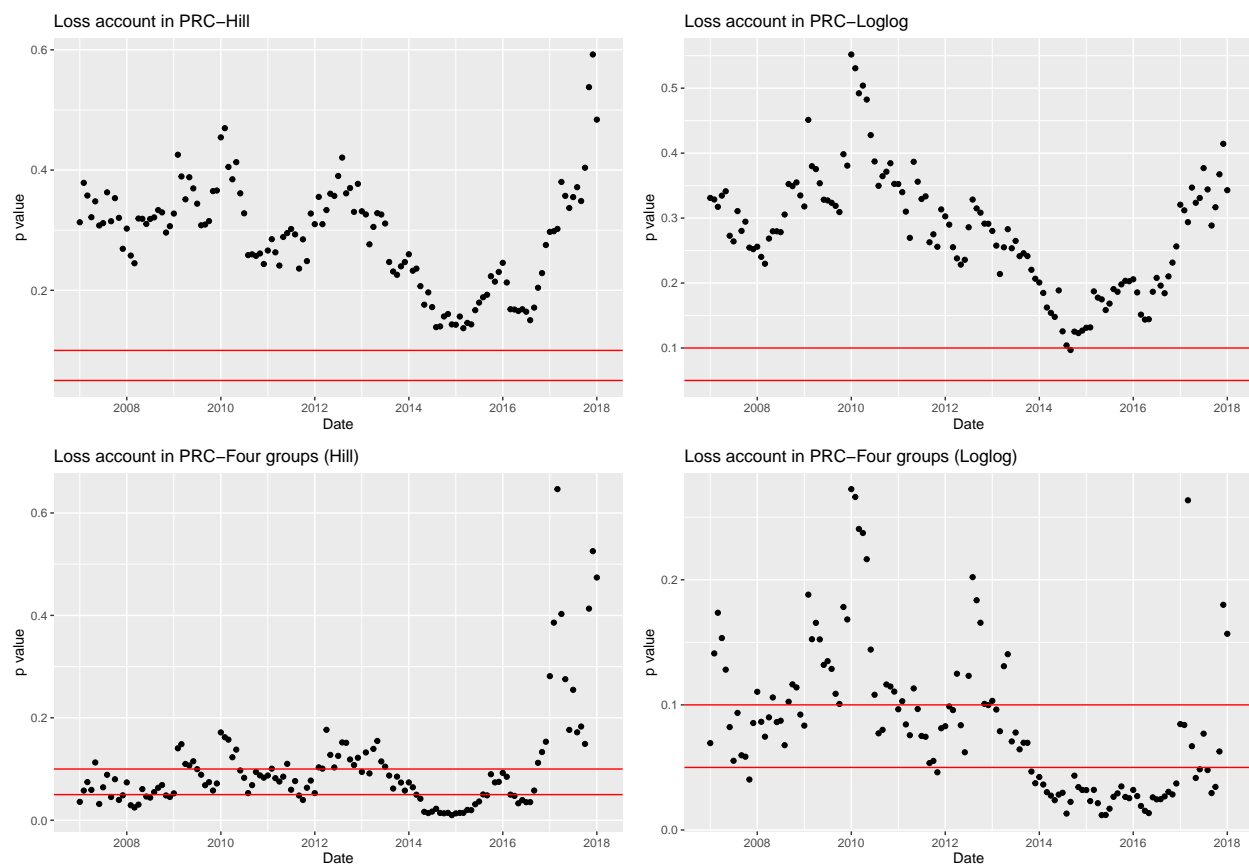 Loss account in PRC−Hill
p value
0.6
0.4
0.2
2008 2010 2012 2014 2016 2018
Date
Loss account in PRC−Loglog
p value
0.5
0.4
0.3
0.2
0.1
2008 2010 2012 2014 2016 2018
Date
Loss account in PRC−Four groups (Hill)
p value
0.6
0.4
0.2
0.0
2008 2010 2012 2014 2016 2018
Date
Loss account in PRC−Four groups (Loglog)
p value
0.2
0.1
0.0
2008 2010 2012 2014 2016 2018
Date